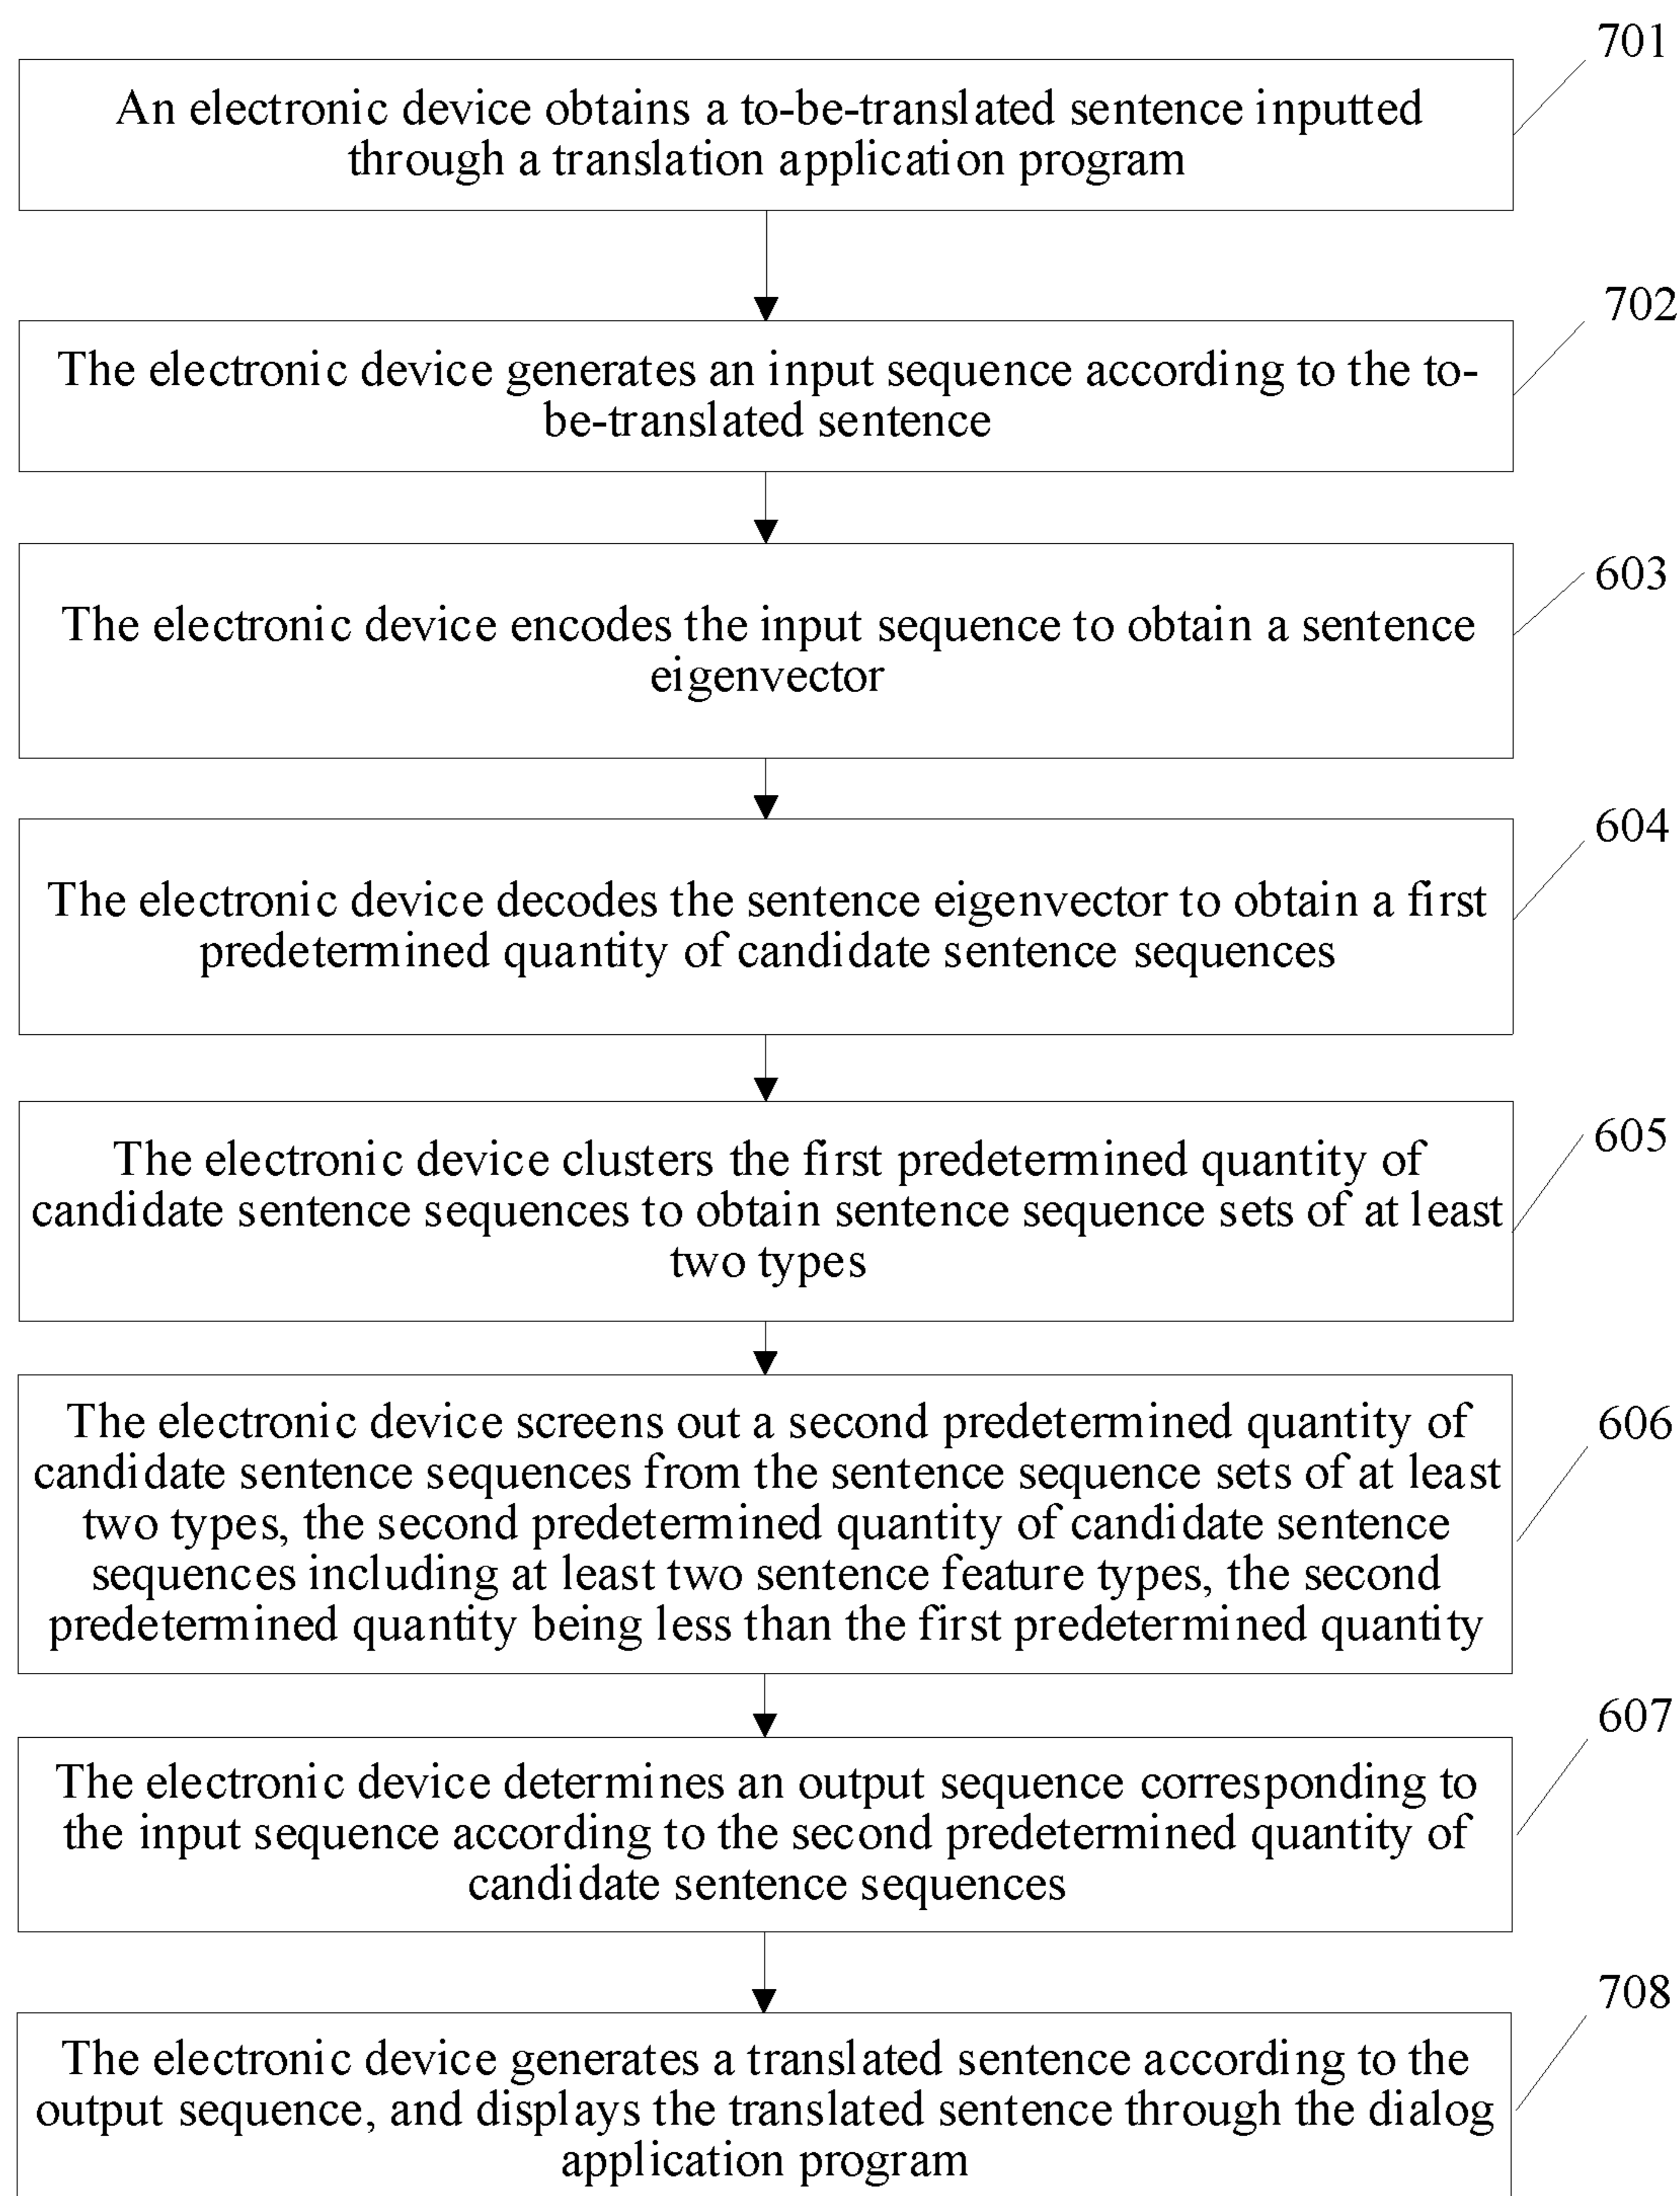 701
An electronic device obtains a to-be-translated sentence inputted
through a translation application program
702
The electronic device generates an input sequence according to the to-
be-translated sentence
603
The electronic device encodes the input sequence to obtain a sentence
eigenvector
604
The electronic device decodes the sentence eigenvector to obtain a first
predetermined quantity of candidate sentence sequences
605
The electronic device clusters the first predetermined quantity of
candidate sentence sequences to obtain sentence sequence sets of at least
two types
606
The electronic device screens out a second predetermined quantity of
candidate sentence sequences from the sentence sequence sets of at least
two types, the second predetermined quantity of candidate sentence
sequences including at least two sentence feature types, the second
predetermined quantity being less than the first predetermined quantity
607
The electronic device determines an output sequence corresponding to
the input sequence according to the second predetermined quantity of
candidate sentence sequences
708
The electronic device generates a translated sentence according to the
output sequence, and displays the translated sentence through the dialog
application program